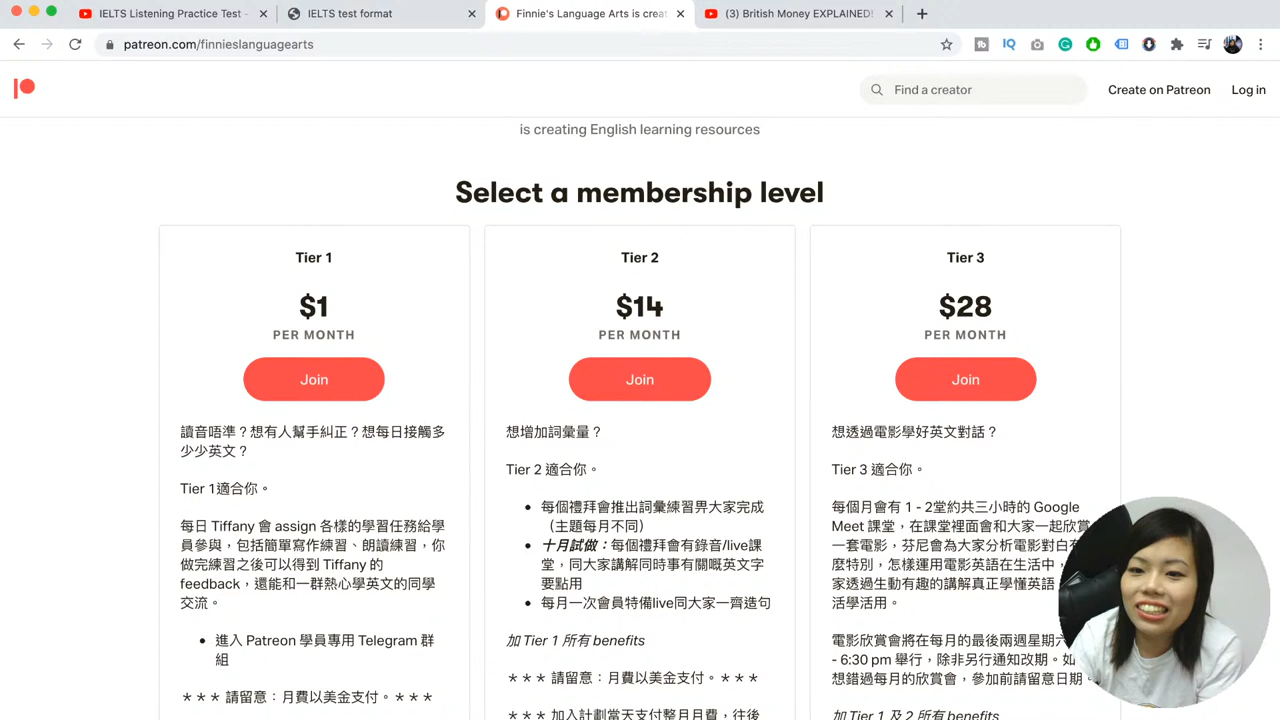 IELTS Listening Practice Test -
IELTS test format
Finnie's Language Arts is creat
(3) British Money EXPLAINED!
patreon.com/finnieslanguagearts
Find a creator
Create on Patreon
Log in
is creating English learning resources
Select a membership level
Tier 1
$1
PER MONTH
Join
讀音唔準？想有人幫手糾正？想每日接觸多
少少英文？
Tier 1適合你。
每日 Tiffany 會 assign 各樣的學習任務給學
員參與，包括簡單寫作練習、朗讀練習，你
做完練習之後可以得到 Tiffany 的
feedback，還能和一群熱心學英文的同學
交流。
進入 Patreon 學員專用 Telegram 群
組
＊＊＊ 請留意：月費以美金支付。＊＊＊
Tier 2
$14
PER MONTH
Join
想增加詞彙量？
Tier 2 適合你。
每個禮拜會推出詞彙練習畀大家完成
（主題每月不同）
十月試做：每個禮拜會有錄音/live課
堂，同大家講解同時事有關嘅英文字
要點用
每月一次會員特備live同大家一齊造句
加 Tier 1 所有 benefits
＊＊＊ 請留意：月費以美金支付。＊＊＊
＊＊＊ 加入計劃當天支付整月月費，往後
Tier 3
$28
PER MONTH
Join
想透過電影學好英文對話？
Tier 3 適合你。
每個月會有 1 - 2堂約共三小時的 Google
Meet 課堂，在課堂裡面會和大家一起欣賞
一套電影，芬尼會為大家分析電影對白有
麼特別，怎樣運用電影英語在生活中，
家透過生動有趣的講解真正學懂英語
活學活用。
電影欣賞會將在每月的最後兩週星期六
- 6:30 pm 舉行，除非另行通知改期。如
想錯過每月的欣賞會，參加前請留意日期
加 Tier 1 及 2 所有 benefits